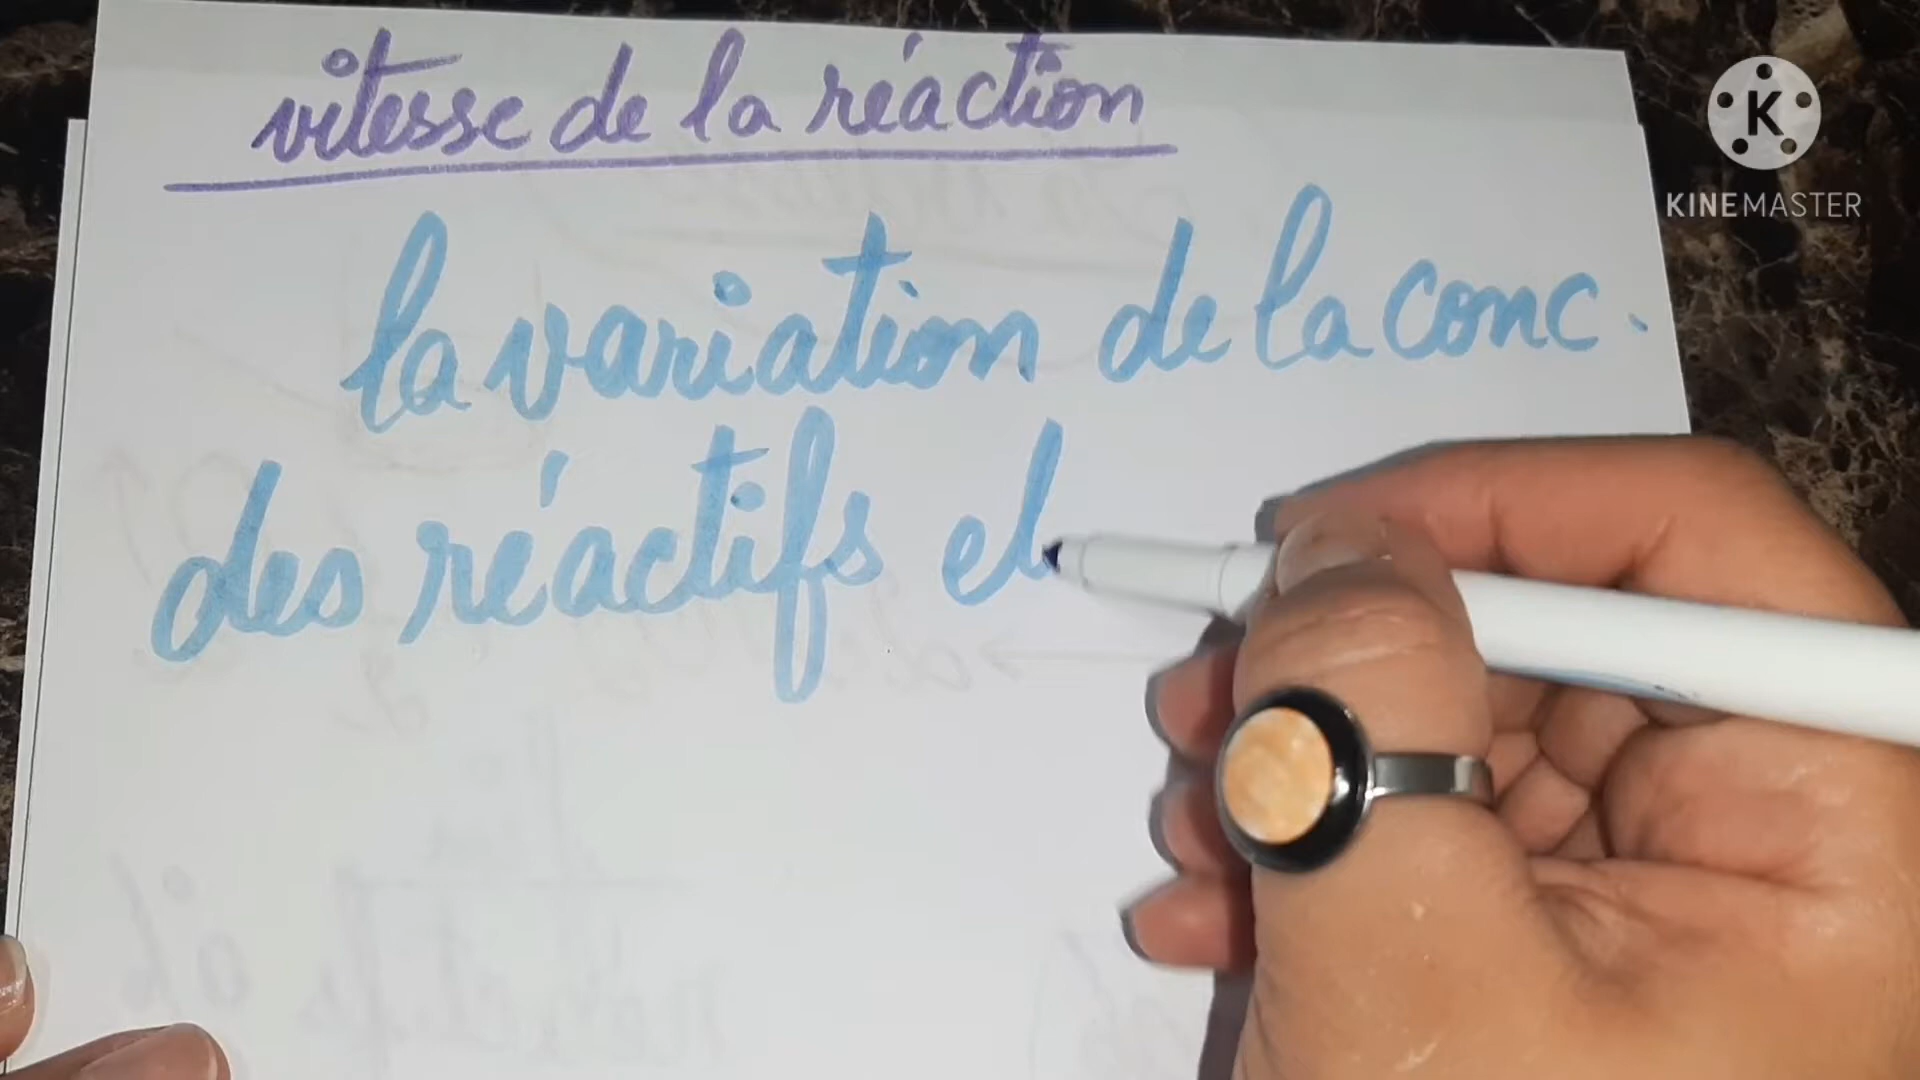 vitesse de la réaction
la variation de la conc.
des réactifs et
K
KINEMASTER